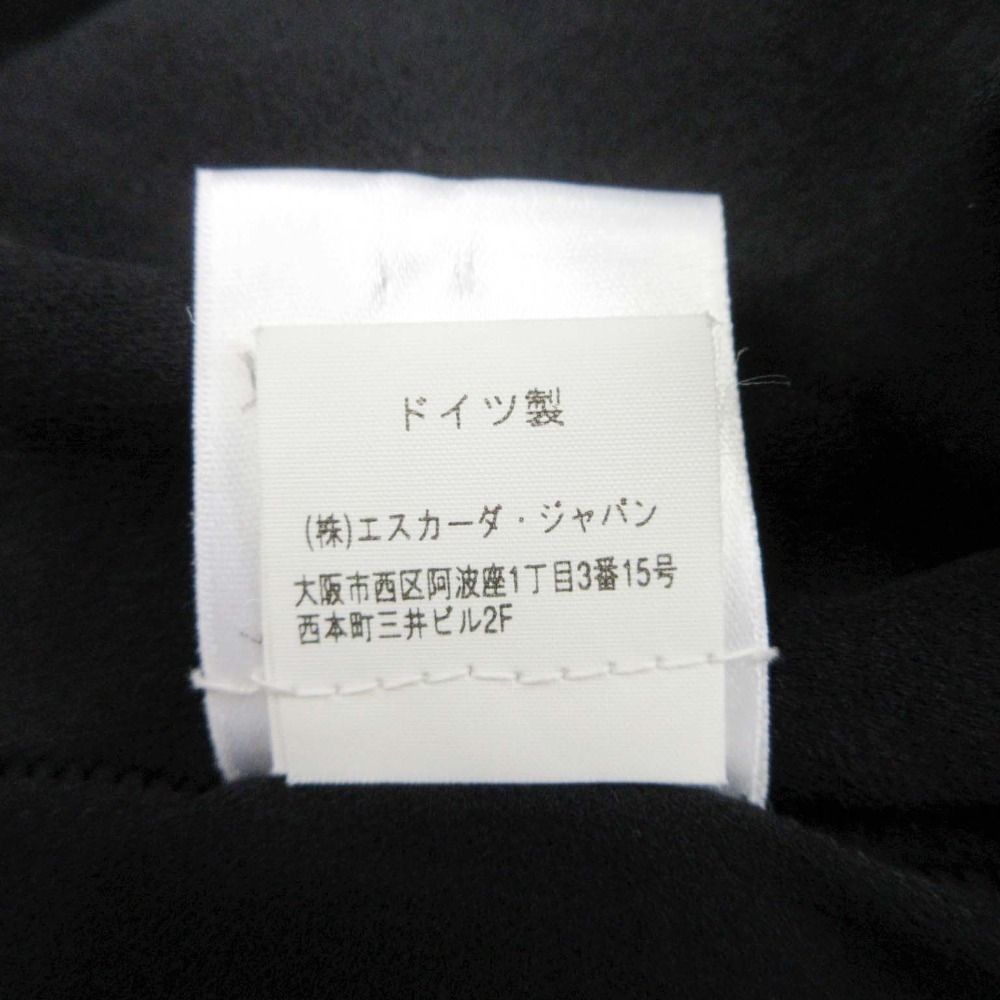 ドイツ製
(株)エスカーダ・ジャパン
大阪市西区阿波座1丁目3番15号
西本町三井ビル2F